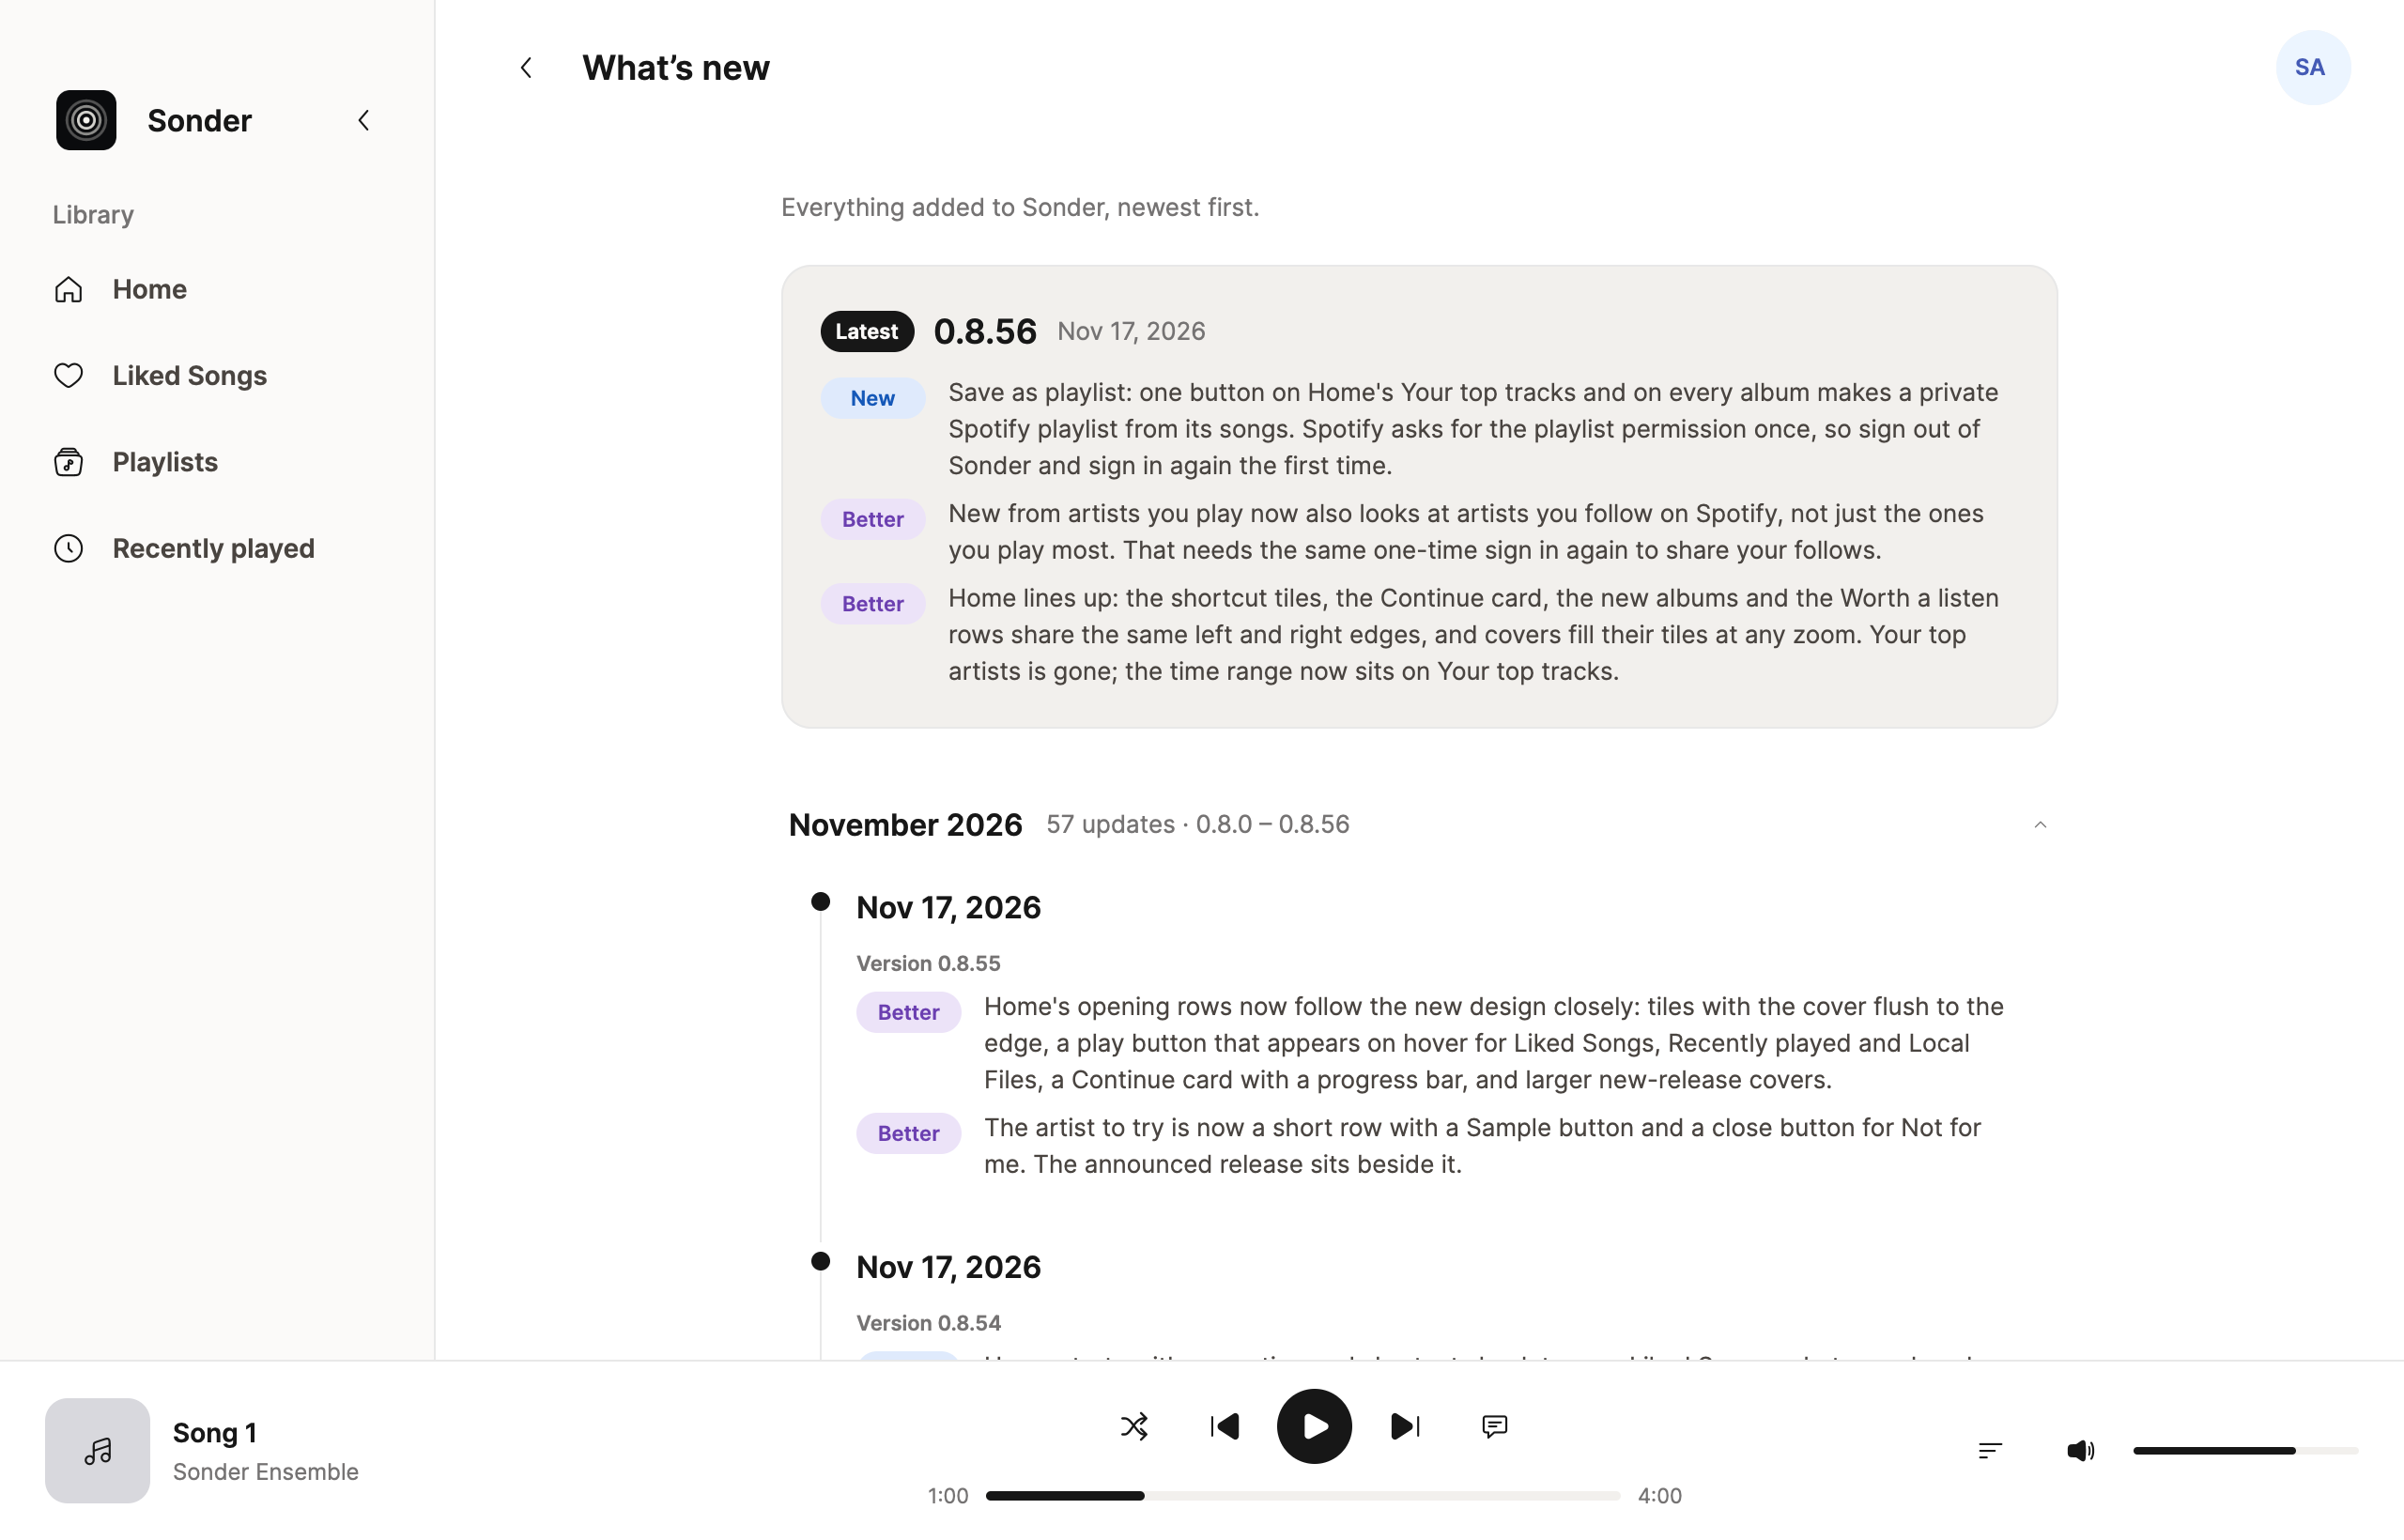 Sonder
Library
Home
Liked Songs
Playlists
Recently played
What’s new
SA
Everything added to Sonder, newest first.
Latest 0.8.56 Nov 17, 2026
New Save as playlist: one button on Home's Your top tracks and on every album makes a private
Spotify playlist from its songs. Spotify asks for the playlist permission once, so sign out of
Sonder and sign in again the first time.
Better New from artists you play now also looks at artists you follow on Spotify, not just the ones
you play most. That needs the same one-time sign in again to share your follows.
Better Home lines up: the shortcut tiles, the Continue card, the new albums and the Worth a listen
rows share the same left and right edges, and covers fill their tiles at any zoom. Your top
artists is gone; the time range now sits on Your top tracks.
November 2026 57 updates · 0.8.0 – 0.8.56
Nov 17, 2026
Version 0.8.55
Better Home's opening rows now follow the new design closely: tiles with the cover flush to the
edge, a play button that appears on hover for Liked Songs, Recently played and Local
Files, a Continue card with a progress bar, and larger new-release covers.
Better The artist to try is now a short row with a Sample button and a close button for Not for
me. The announced release sits beside it.
Nov 17, 2026
Version 0.8.54
Song 1
Sonder Ensemble
1:00
4:00